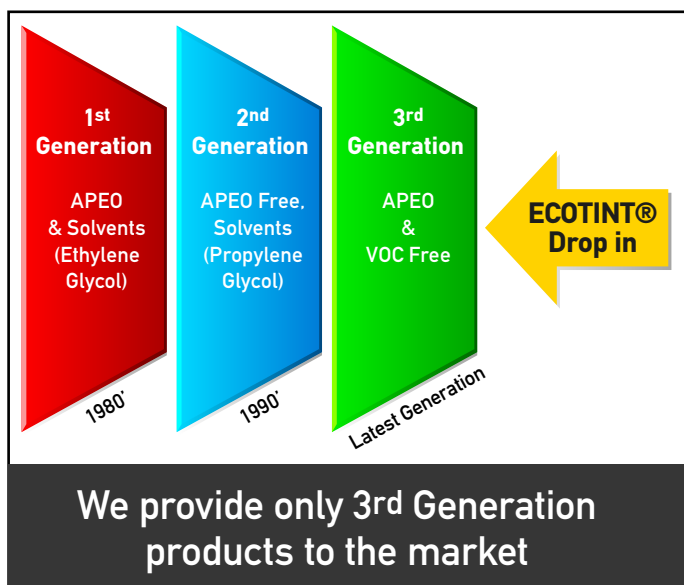 1st
Generation
APEO
& Solvents
(Ethylene
Glycol)
1980'
2nd
Generation
APEO Free,
Solvents
(Propylene
Glycol)
1990'
3rd
Generation
APEO
&
VOC Free
Latest Generation
ECOTINT®
Drop in
We provide only 3rd Generation
products to the market